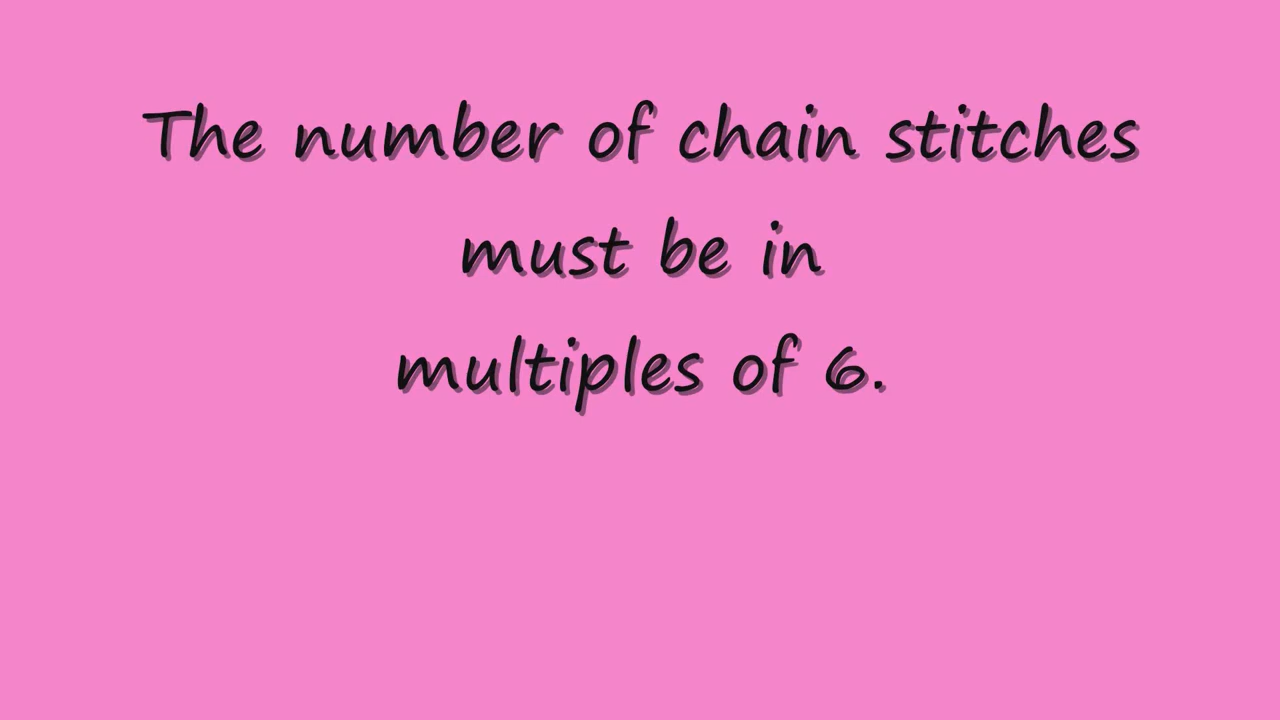 The number of chain stitches
must be in
multiples of 6.